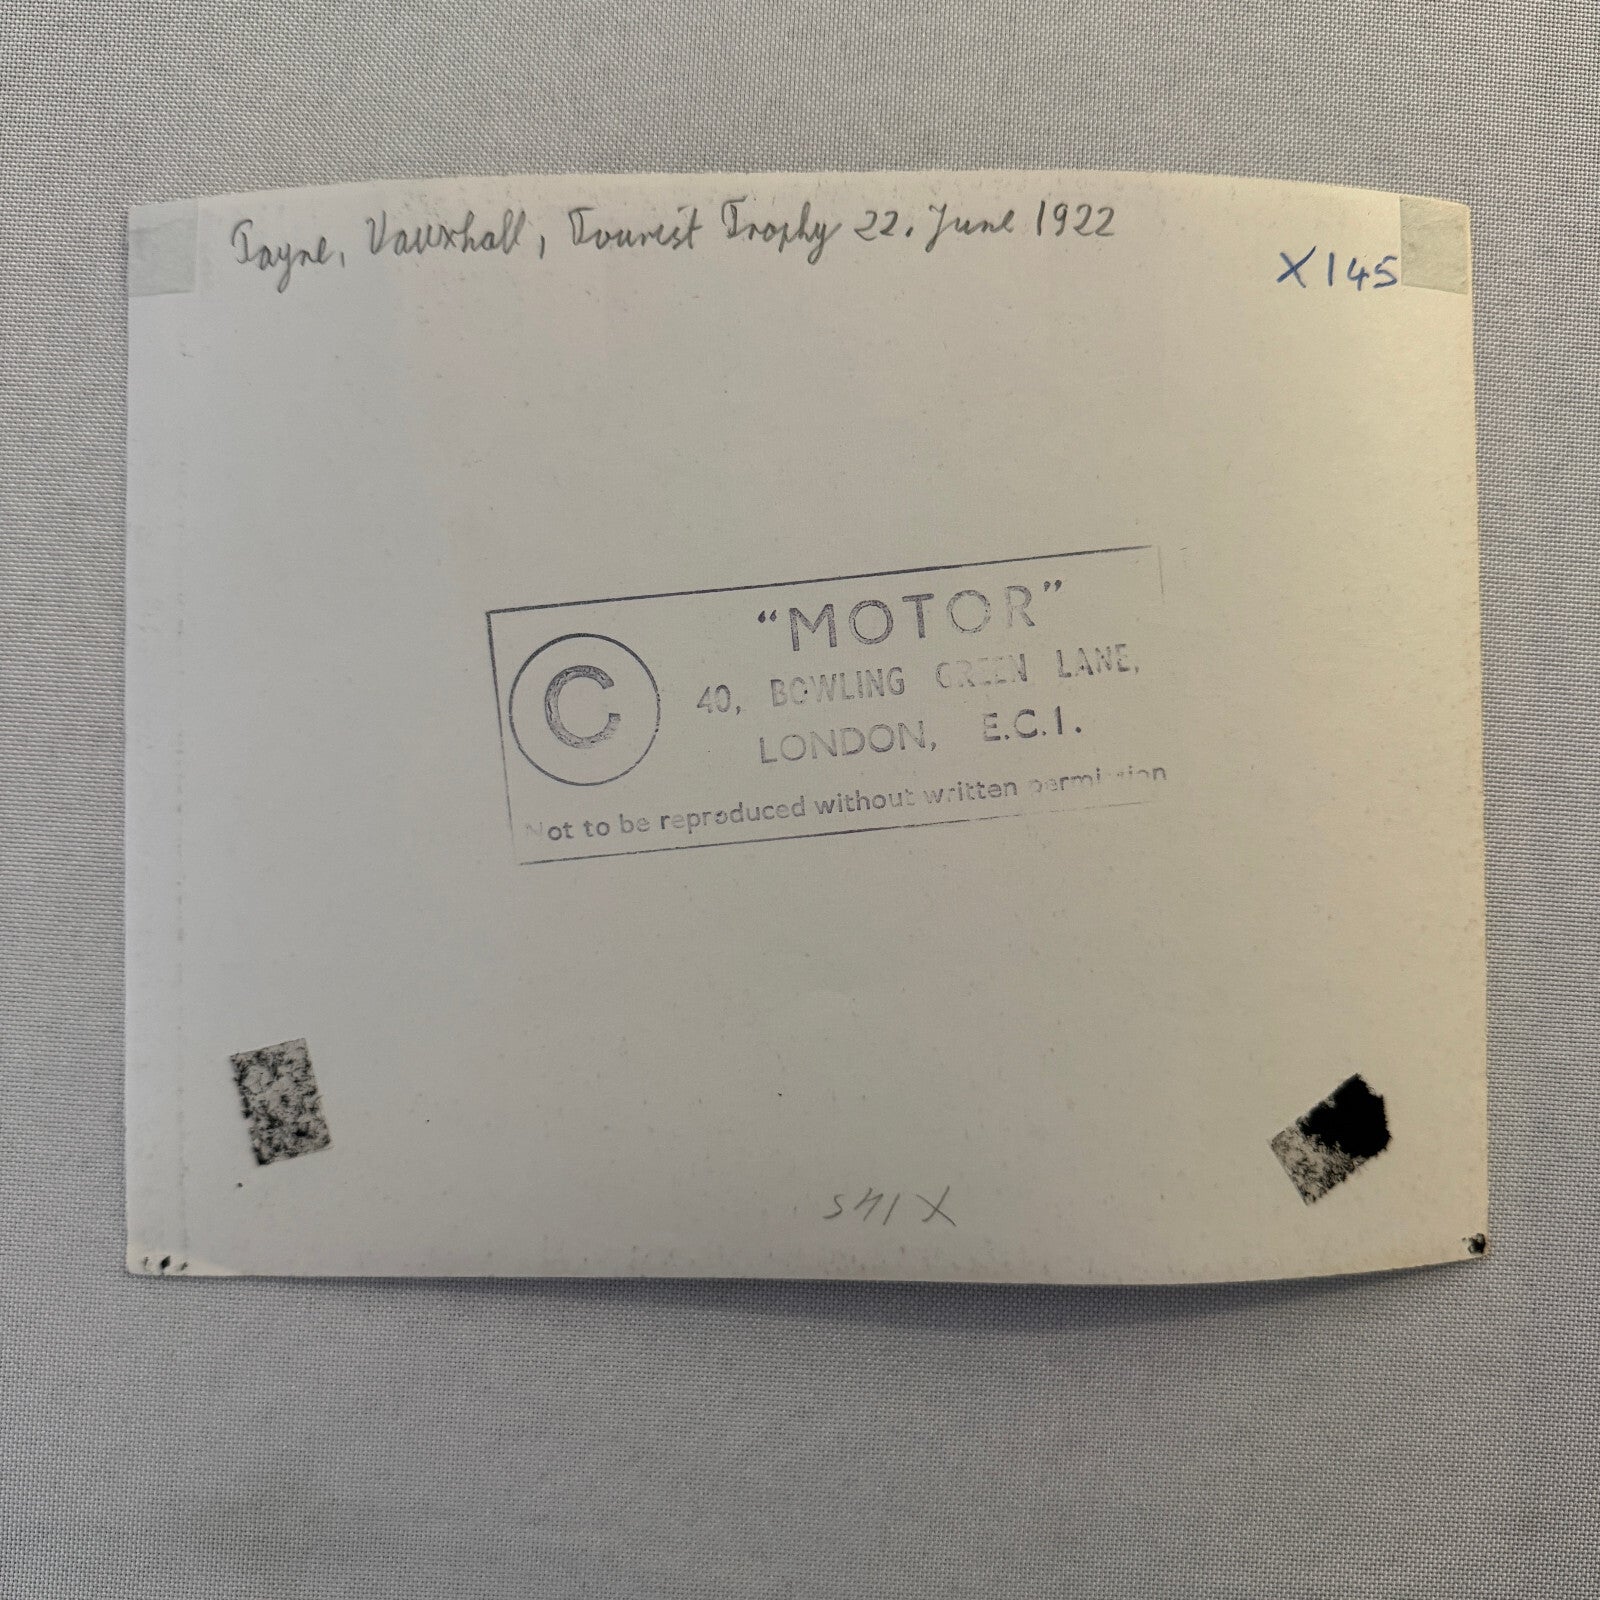 Payne, Vauxhall, Tourist Trophy 22. June 1922
X145
"MOTOR"
C
40, BOWLING GREEN LANE,
LONDON, E.C.1.
Not to be reproduced without written permission
X145